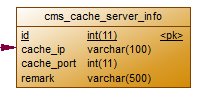 cms_cache_server_info
id int(11) <pk>
cache_ip varchar(100)
cache_port int(11)
remark varchar(500)